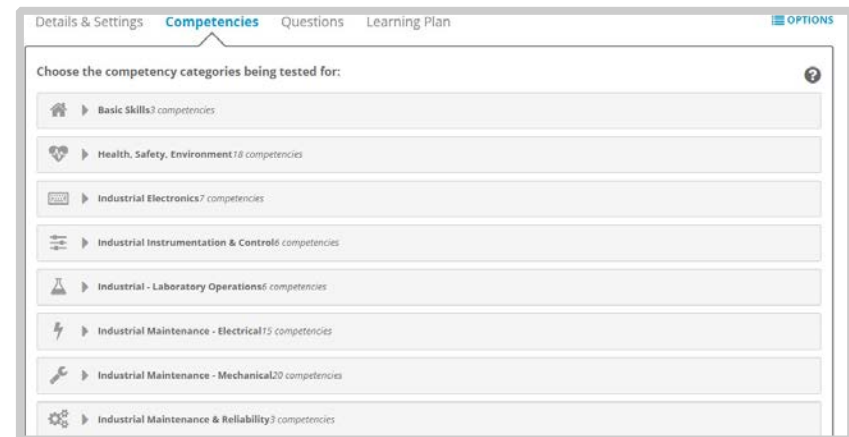 Details & Settings Competencies Questions Learning Plan OPTIONS
Choose the competency categories being tested for:
Basic Skills3 competencies
Health, Safety, Environment18 competencies
Industrial Electronics7 competencies
Industrial Instrumentation & Control6 competencies
Industrial - Laboratory Operations6 competencies
Industrial Maintenance - Electrical15 competencies
Industrial Maintenance - Mechanical20 competencies
Industrial Maintenance & Reliability3 competencies